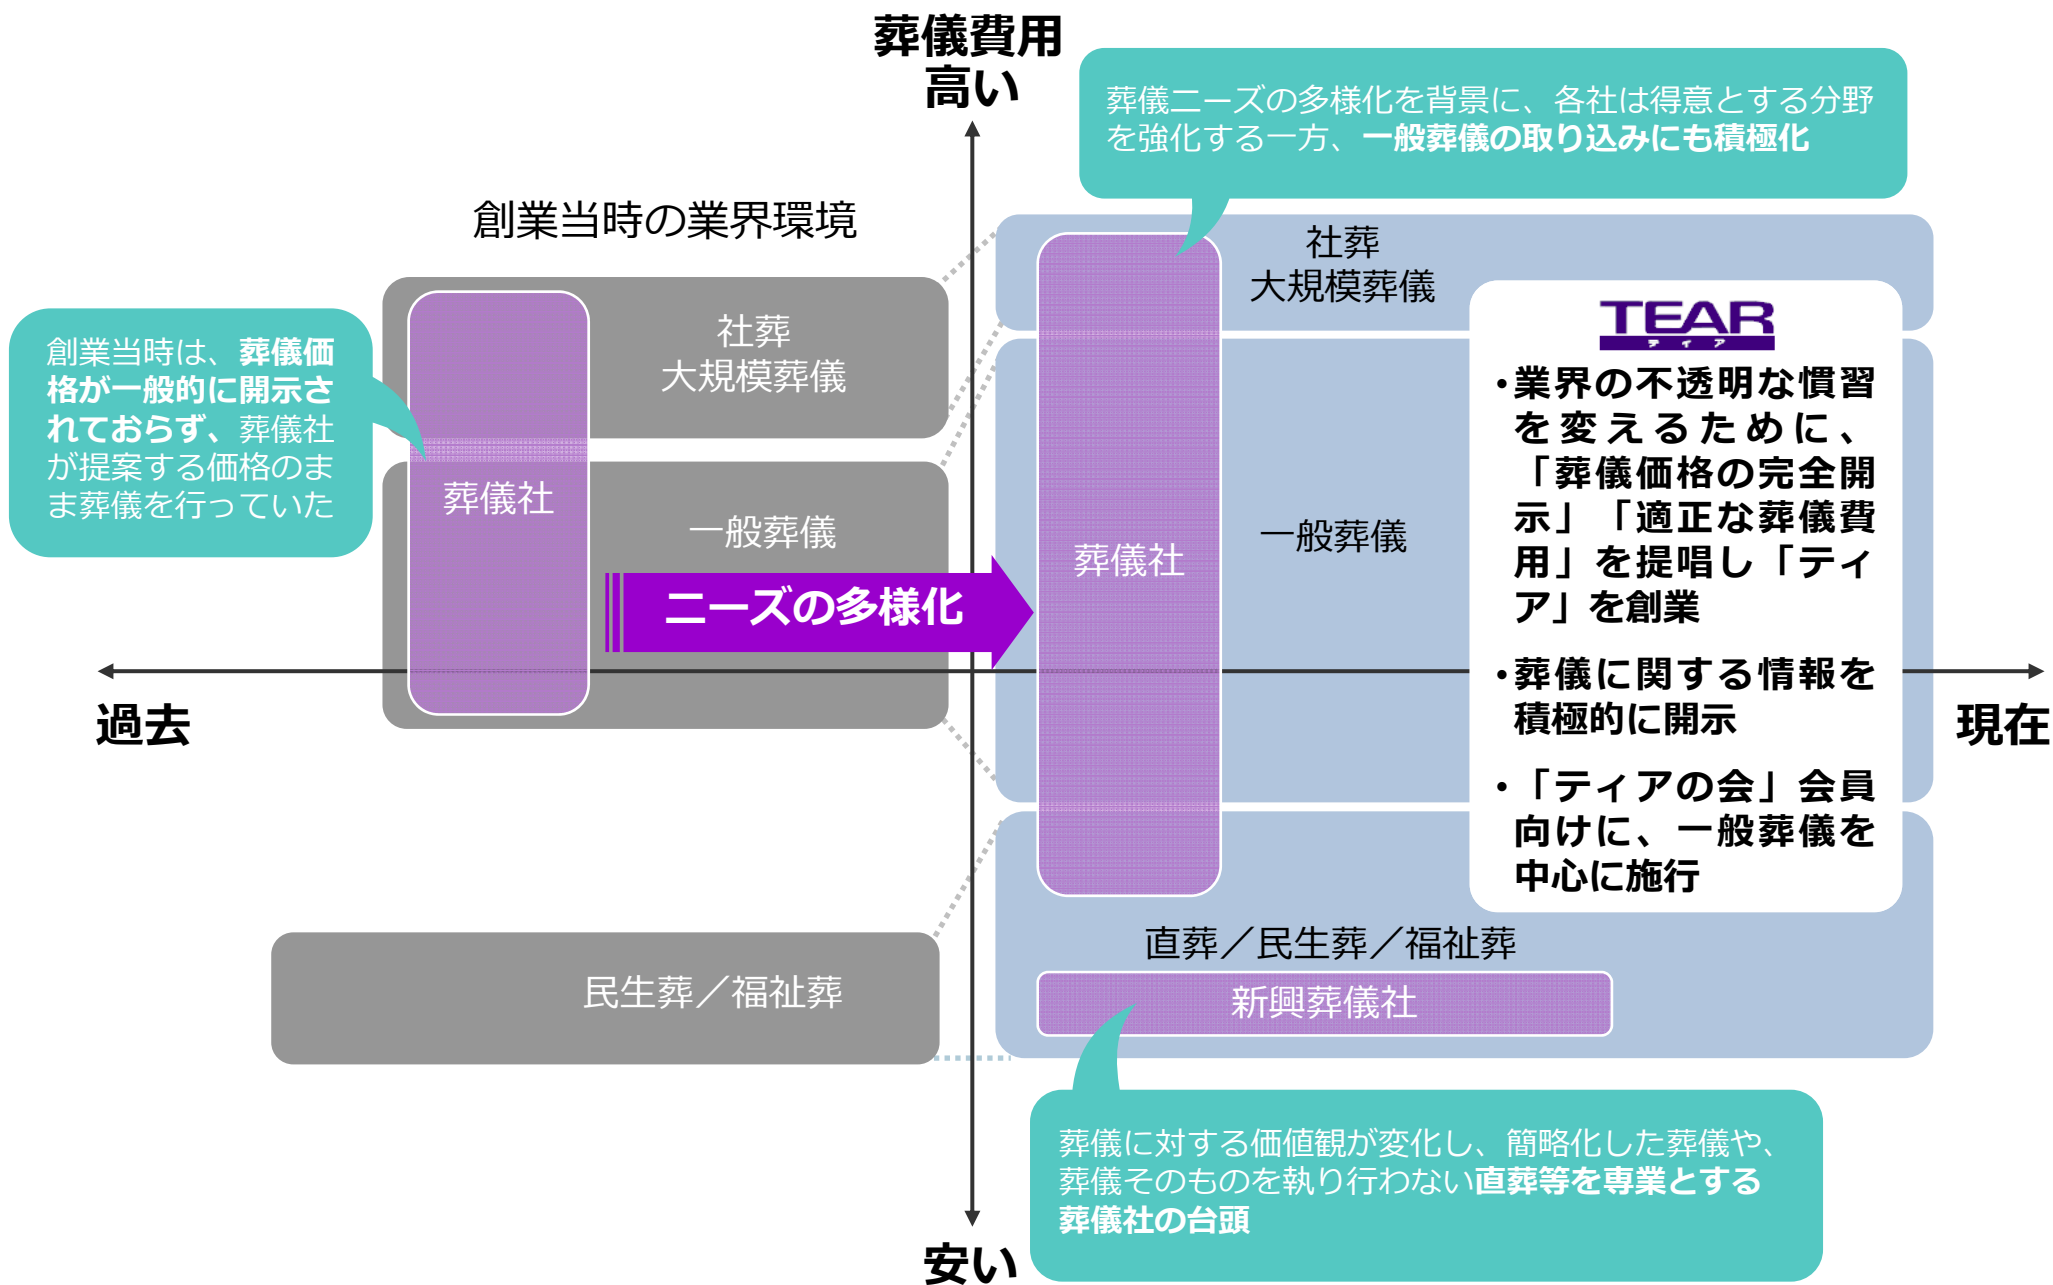 葬儀費用
高い
葬儀ニーズの多様化を背景に、各社は得意とする分野
を強化する一方、一般葬儀の取り込みにも積極化
創業当時の業界環境
社葬
大規模葬儀
葬儀社
一般葬儀
創業当時は、葬儀価
格が一般的に開示さ
れておらず、葬儀社
が提案する価格のま
ま葬儀を行っていた
ニーズの多様化
社葬
大規模葬儀
葬儀社
一般葬儀
TEAR
ティア
・業界の不透明な慣習
を変えるために、
「葬儀価格の完全開
示」「適正な葬儀費
用」を提唱し「ティ
ア」を創業
・葬儀に関する情報を
積極的に開示
・「ティアの会」会員
向けに、一般葬儀を
中心に施行
過去
現在
民生葬／福祉葬
直葬／民生葬／福祉葬
新興葬儀社
葬儀に対する価値観が変化し、簡略化した葬儀や、
葬儀そのものを執り行わない直葬等を専業とする
葬儀社の台頭
安い